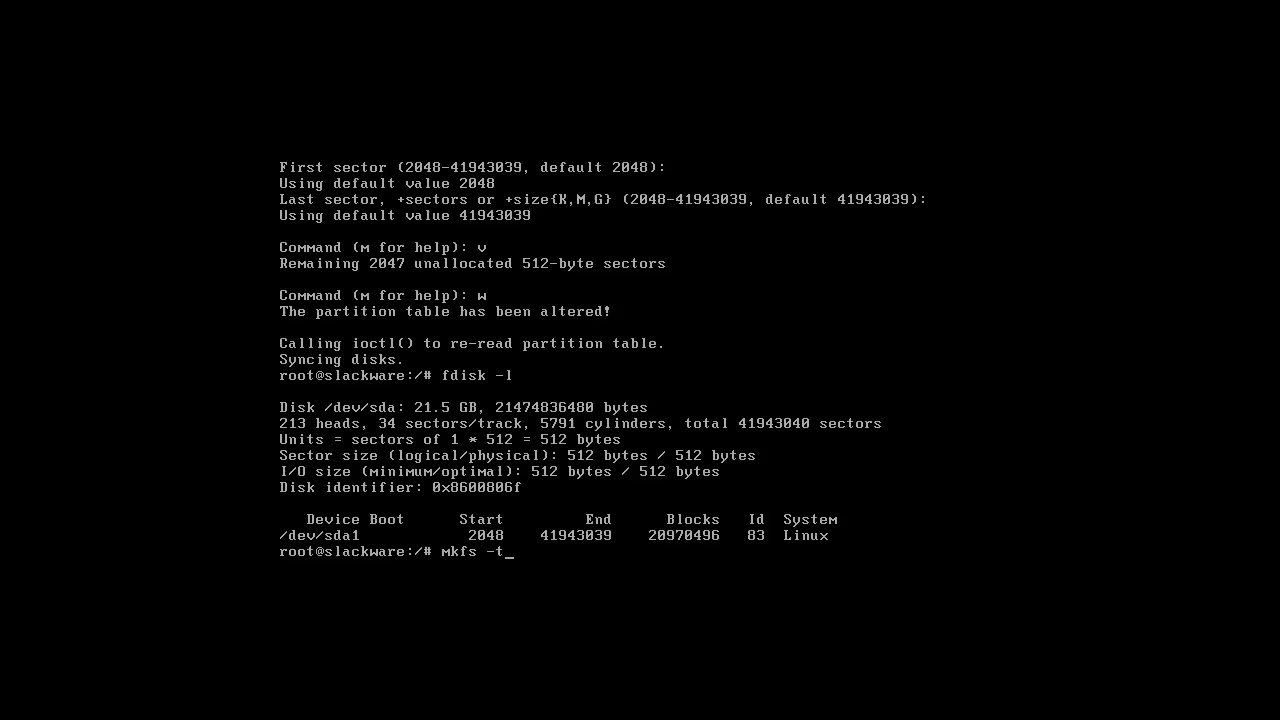 First sector (2048-41943039, default 2048):
Using default value 2048
Last sector, +sectors or +size{K,M,G} (2048-41943039, default 41943039):
Using default value 41943039
Command (m for help): v
Remaining 2047 unallocated 512-byte sectors
Command (m for help): w
The partition table has been altered!
Calling ioctl() to re-read partition table.
Syncing disks.
root@slackware:/# fdisk -l
Disk /dev/sda: 21.5 GB, 21474836480 bytes
213 heads, 34 sectors/track, 5791 cylinders, total 41943040 sectors
Units = sectors of 1 * 512 = 512 bytes
Sector size (logical/physical): 512 bytes / 512 bytes
I/O size (minimum/optimal): 512 bytes / 512 bytes
Disk identifier: 0x8600806f
   Device Boot      Start         End      Blocks   Id  System
/dev/sda1            2048    41943039    20970496   83  Linux
root@slackware:/# mkfs -t_